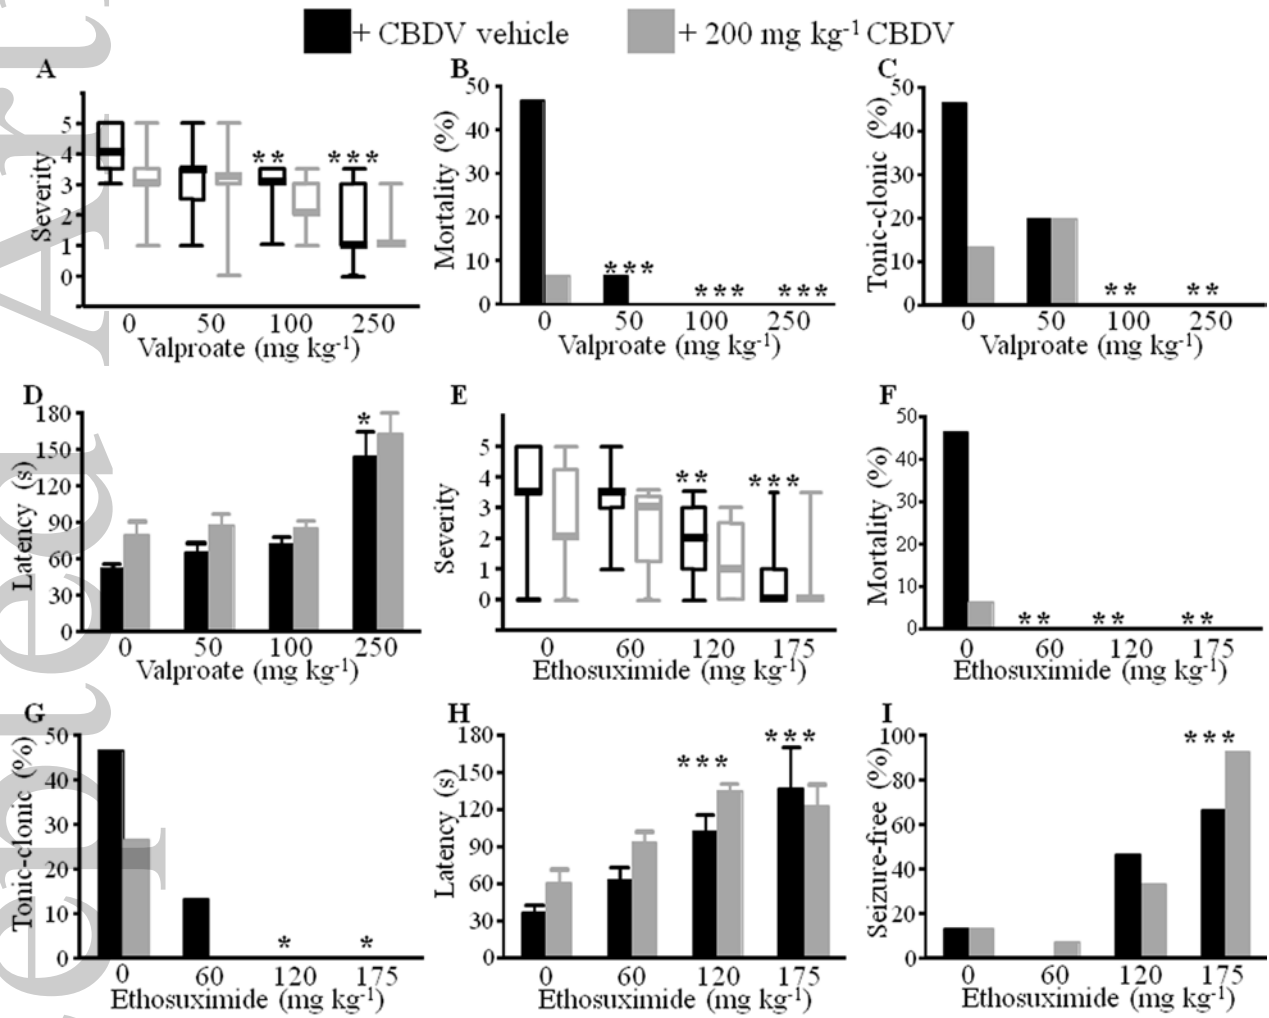 + CBDV vehicle
+ 200 mg kg-1 CBDV
A
Severity
5
4
3
2
1
0
** ***
0 50 100 250
Valproate (mg kg-1)
B
Mortality (%)
50
40
30
20
10
0
*** *** ***
0 50 100 250
Valproate (mg kg-1)
C
Tonic-clonic (%)
50
40
30
20
10
0
** **
0 50 100 250
Valproate (mg kg-1)
D
Latency (s)
180
150
120
90
60
30
0
*
0 50 100 250
Valproate (mg kg-1)
E
Severity
5
4
3
2
1
0
** ***
0 60 120 175
Ethosuximide (mg kg-1)
F
Mortality (%)
50
40
30
20
10
0
** ** **
0 60 120 175
Ethosuximide (mg kg-1)
G
Tonic-clonic (%)
50
40
30
20
10
0
* *
0 60 120 175
Ethosuximide (mg kg-1)
H
Latency (s)
180
150
120
90
60
30
0
*** ***
0 60 120 175
Ethosuximide (mg kg-1)
I
Seizure-free (%)
100
80
60
40
20
0
***
0 60 120 175
Ethosuximide (mg kg-1)